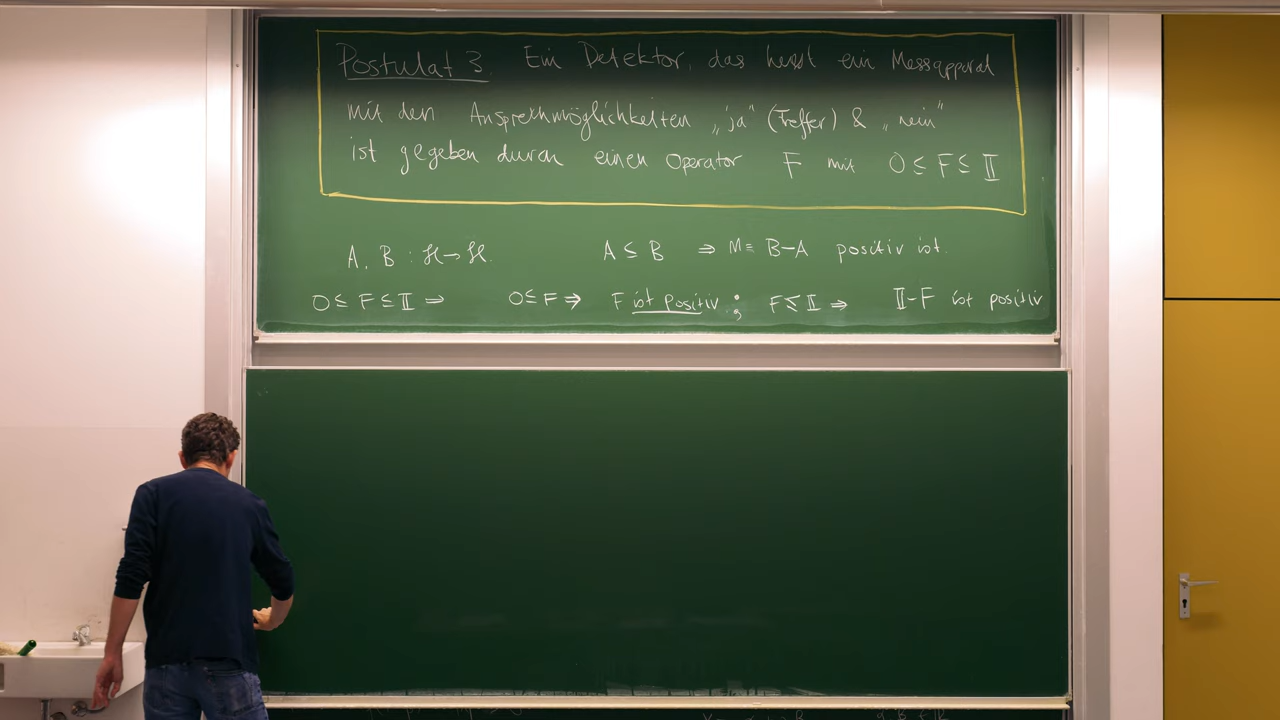 Postulat 3. Ein Detektor, das heisst ein Messapparat
mit den Ansprechmöglichkeiten „ja" (Treffer) & „nein"
ist gegeben durch einen Operator F mit 0 ≤ F ≤ 𝕀
A, B : ℋ → ℋ. A ≤ B ⇒ M = B-A positiv ist.
0 ≤ F ≤ 𝕀 ⇒ 0 ≤ F ⇒ F ist positiv ; F ≤ 𝕀 ⇒ 𝕀-F ist positiv